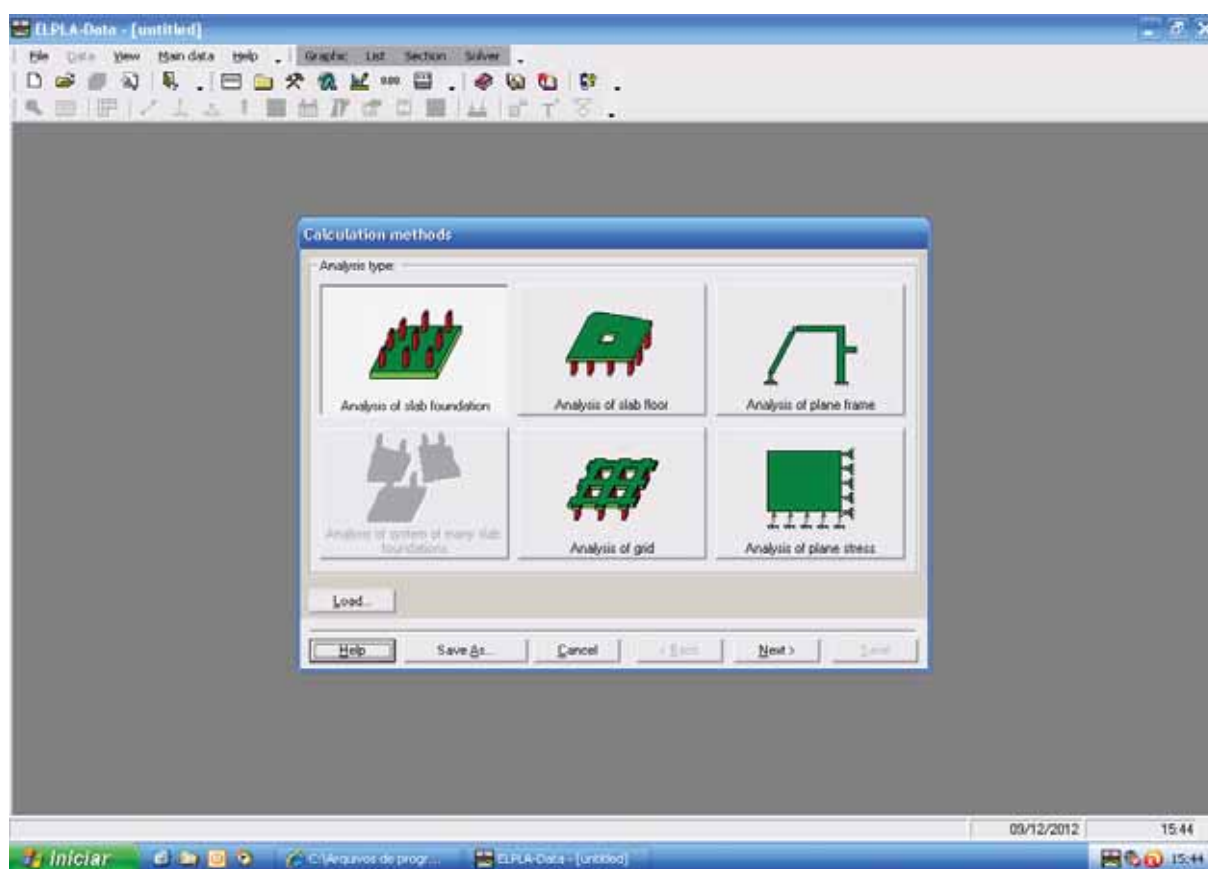 ELPLA-Data - [untitled]
File Data View Main data Help Graphic List Section Solver
Calculation methods
Analysis type:
Analysis of slab foundation
Analysis of slab floor
Analysis of plane frame
Analysis of system of many slab foundations
Analysis of grid
Analysis of plane stress
Load...
Help Save As... Cancel < Back Next > Save
09/12/2012 15:44
Iniciar C:\Arquivos de progr... ELPLA-Data - [untitled] 15:44